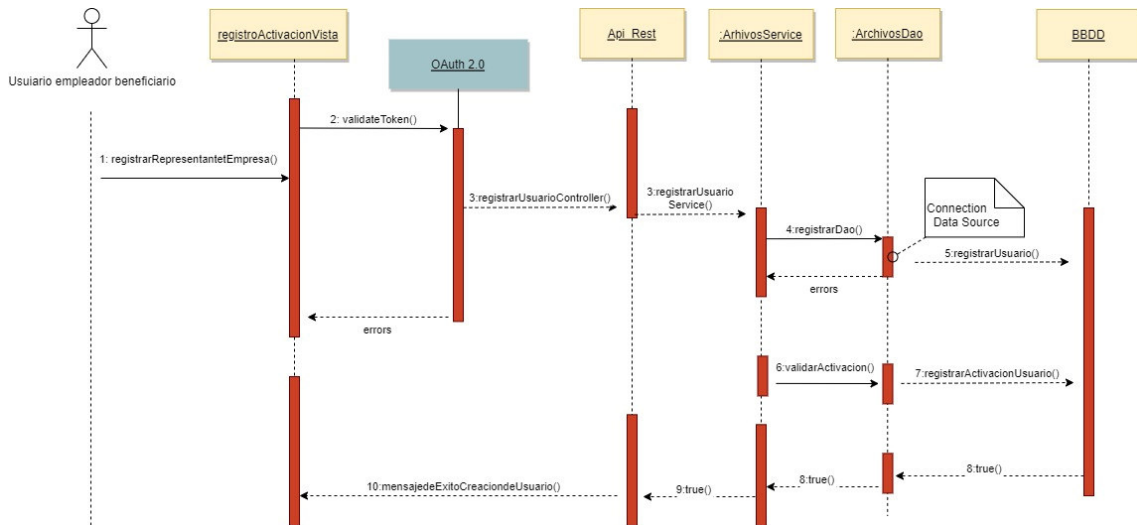 registroActivacionVista
Api_Rest
:ArhivosService
:ArchivosDao
BBDD
OAuth 2.0
Usuiario empleador beneficiario
2: validateToken()
1: registrarRepresentantetEmpresa()
3:registrarUsuarioController()
3:registrarUsuario
Service()
Connection
Data Source
4:registrarDao()
5:registrarUsuario()
errors
errors
6:validarActivacion()
7:registrarActivacionUsuario()
8:true()
8:true()
9:true()
10:mensajedeExitoCreaciondeUsuario()